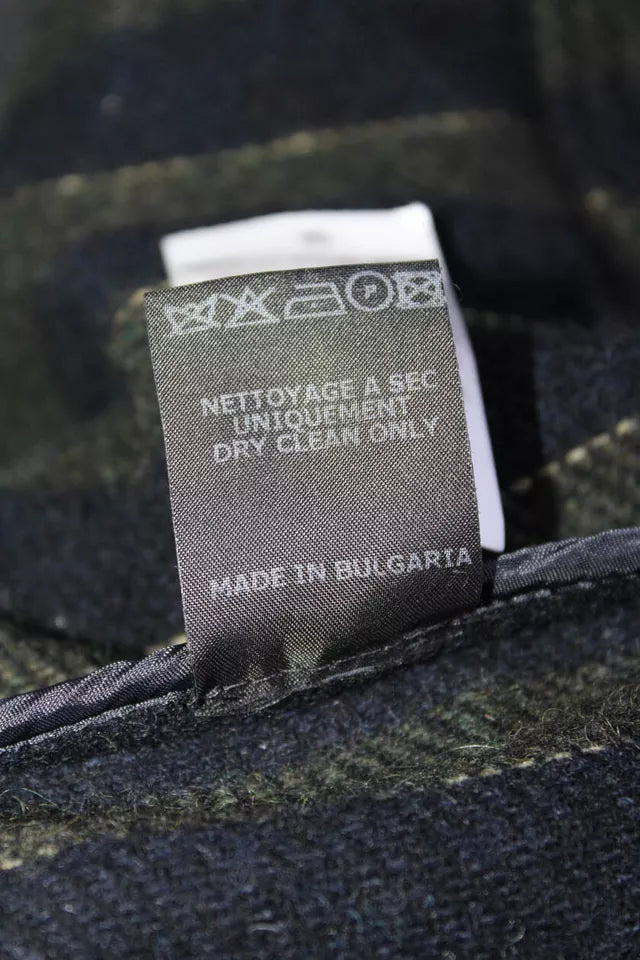 P
NETTOYAGE A SEC
UNIQUEMENT
DRY CLEAN ONLY
MADE IN BULGARIA